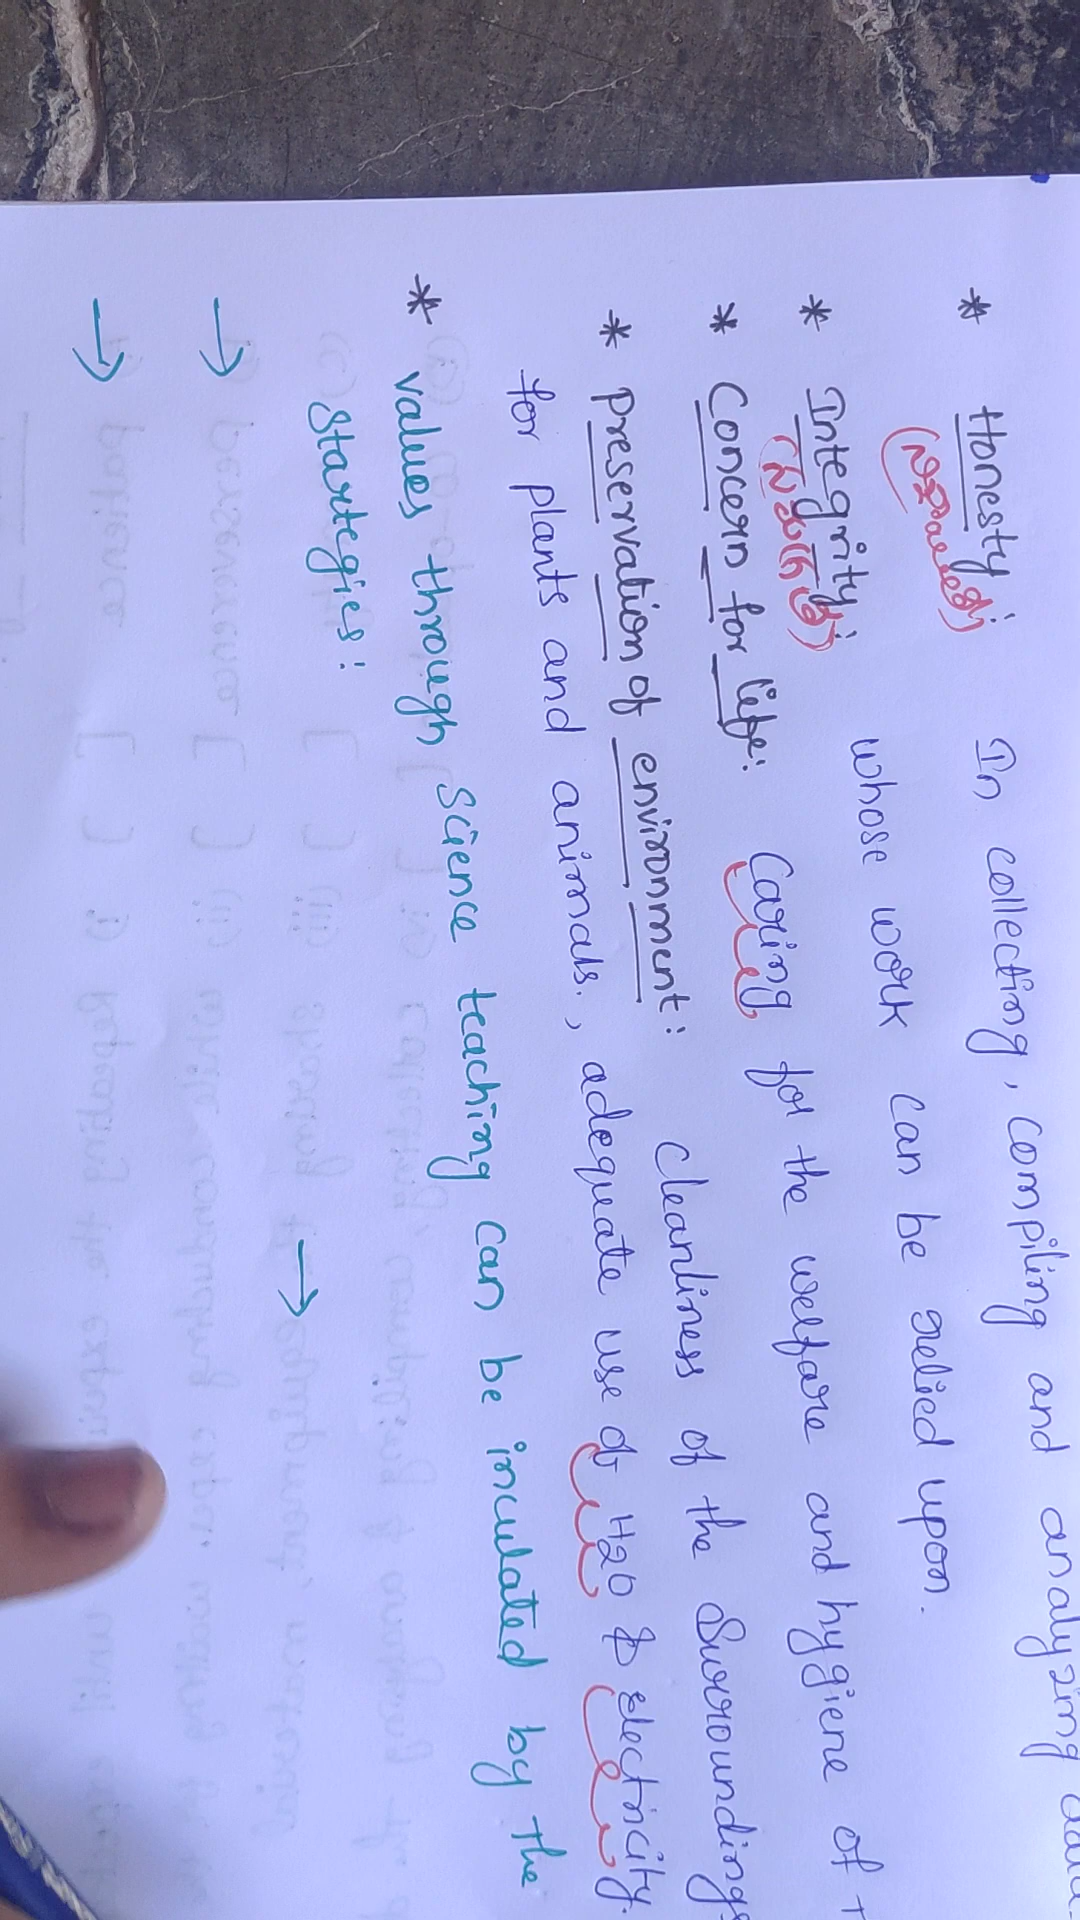 * Honesty: In collecting, compiling and analyzing data
(నిజాయితీ)
whose work can be relied upon.
* Integrity:
* Concern for life: Caring for the welfare and hygiene of
* Preservation of environment: cleanliness of the Surroundings
for plants and animals., adequate use of H2O & electricity.
* values through science teaching can be inculated by the
startegies:
→
→
→